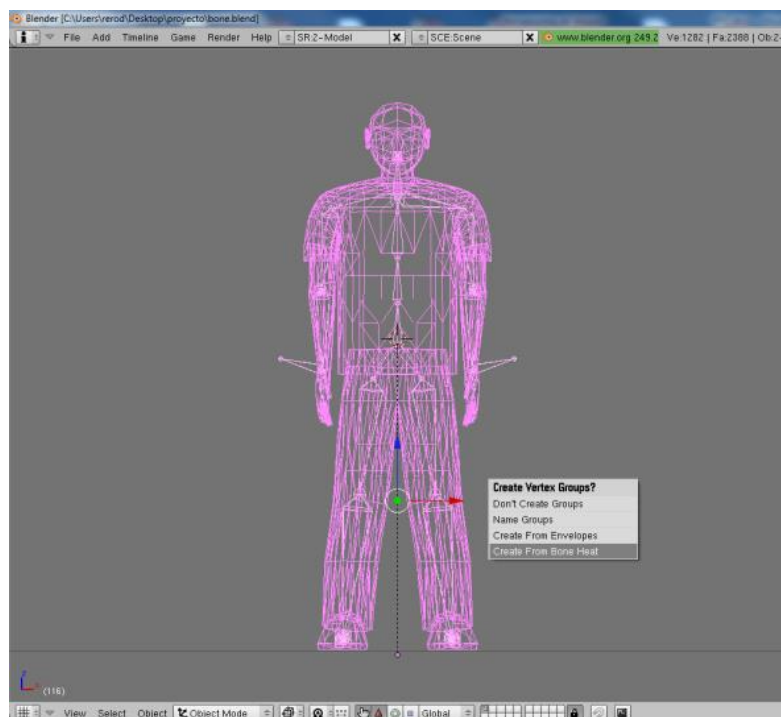 Blender [C:\Users\rerod\Desktop\proyecto\bone.blend]
File Add Timeline Game Render Help SR:2-Model X SCE:Scene X www.blender.org 249.2 Ve:1282 | Fa:2388 | Ob:2-
Create Vertex Groups?
Don't Create Groups
Name Groups
Create From Envelopes
Create From Bone Heat
z
x
(116)
View Select Object Object Mode Global